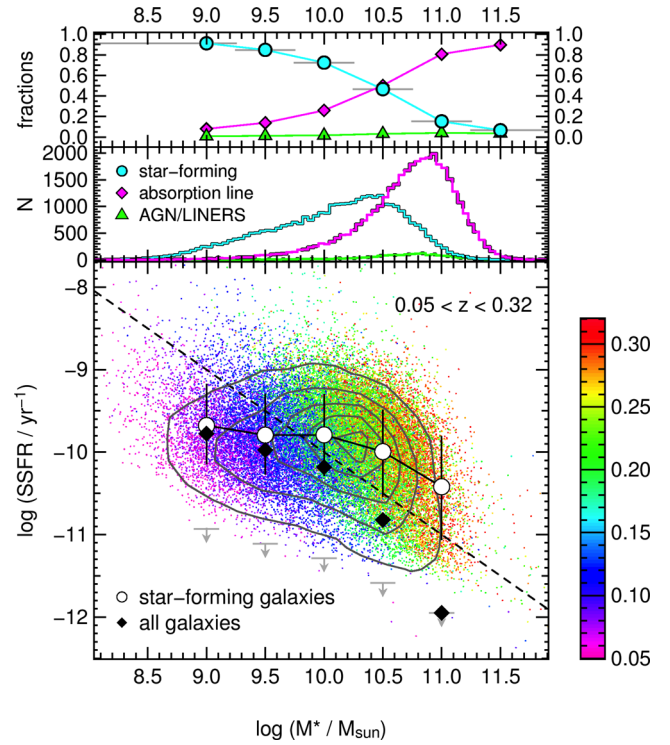 8.5 9.0 9.5 10.0 10.5 11.0 11.5
fractions
1.0 1.0
0.8 0.8
0.6 0.6
0.4 0.4
0.2 0.2
0.0 0.0
N
2000
1500
1000
500
0
star-forming
absorption line
AGN/LINERS
log (SSFR / yr⁻¹)
−8
−9
−10
−11
−12
0.05 < z < 0.32
star-forming galaxies
all galaxies
0.30
0.25
0.20
0.15
0.10
0.05
8.5 9.0 9.5 10.0 10.5 11.0 11.5
log (M* / Msun)